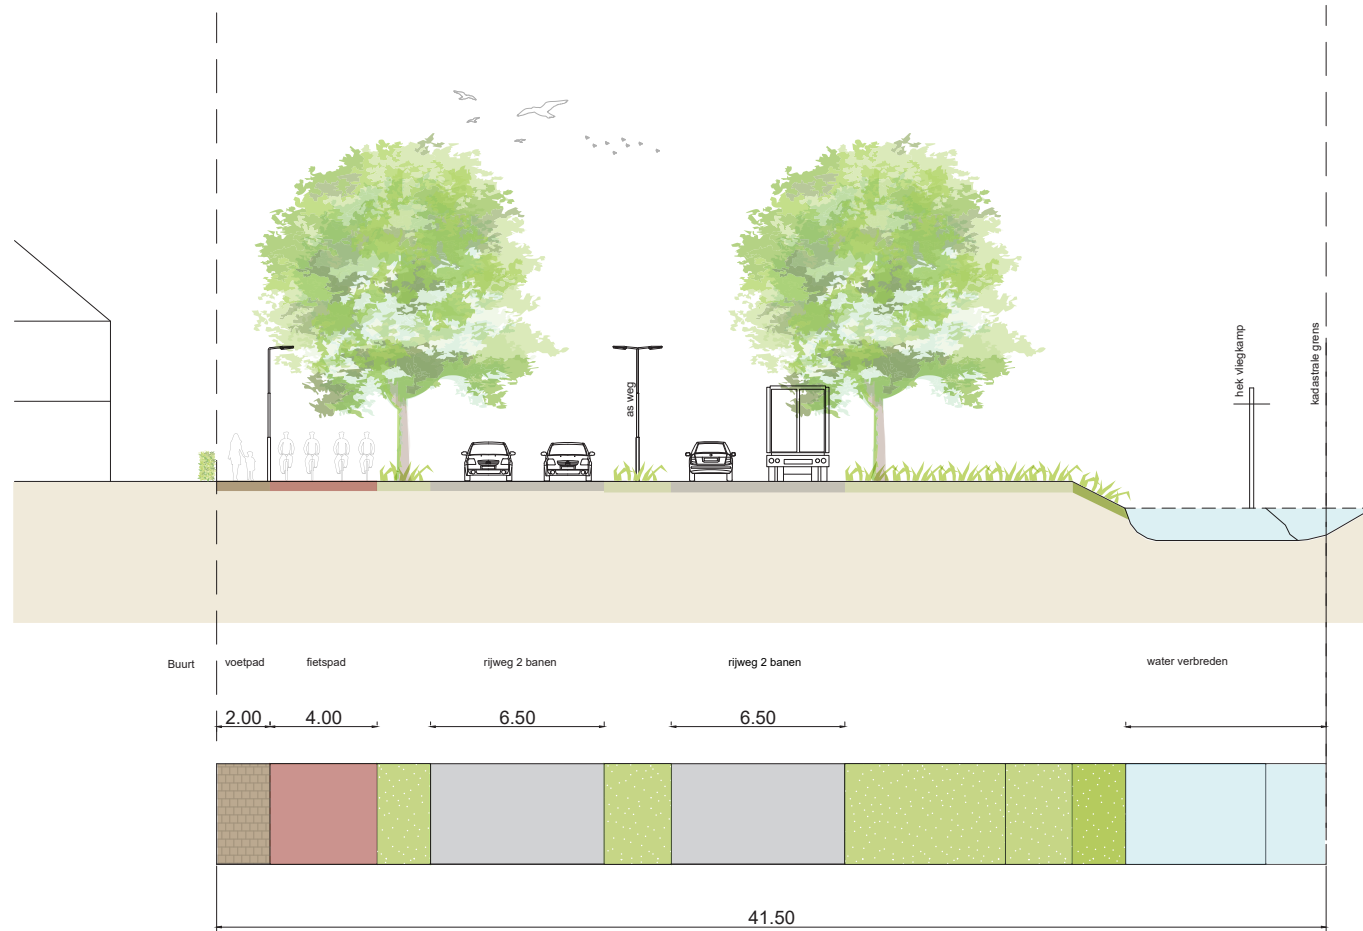 as weg
hek vliegkamp
kadastrale grens
Buurt
voetpad
fietspad
rijweg 2 banen
rijweg 2 banen
water verbreden
2.00
4.00
6.50
6.50
41.50